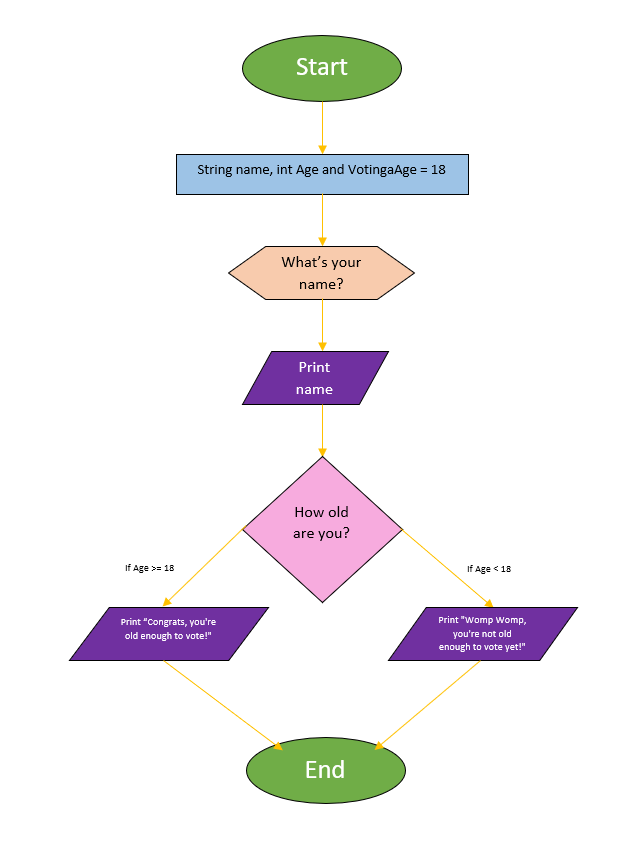 Start
String name, int Age and VotingaAge = 18
What's your
name?
Print
name
How old
are you?
If Age >= 18
If Age < 18
Print "Congrats, you're
old enough to vote!"
Print "Womp Womp,
you're not old
enough to vote yet!"
End